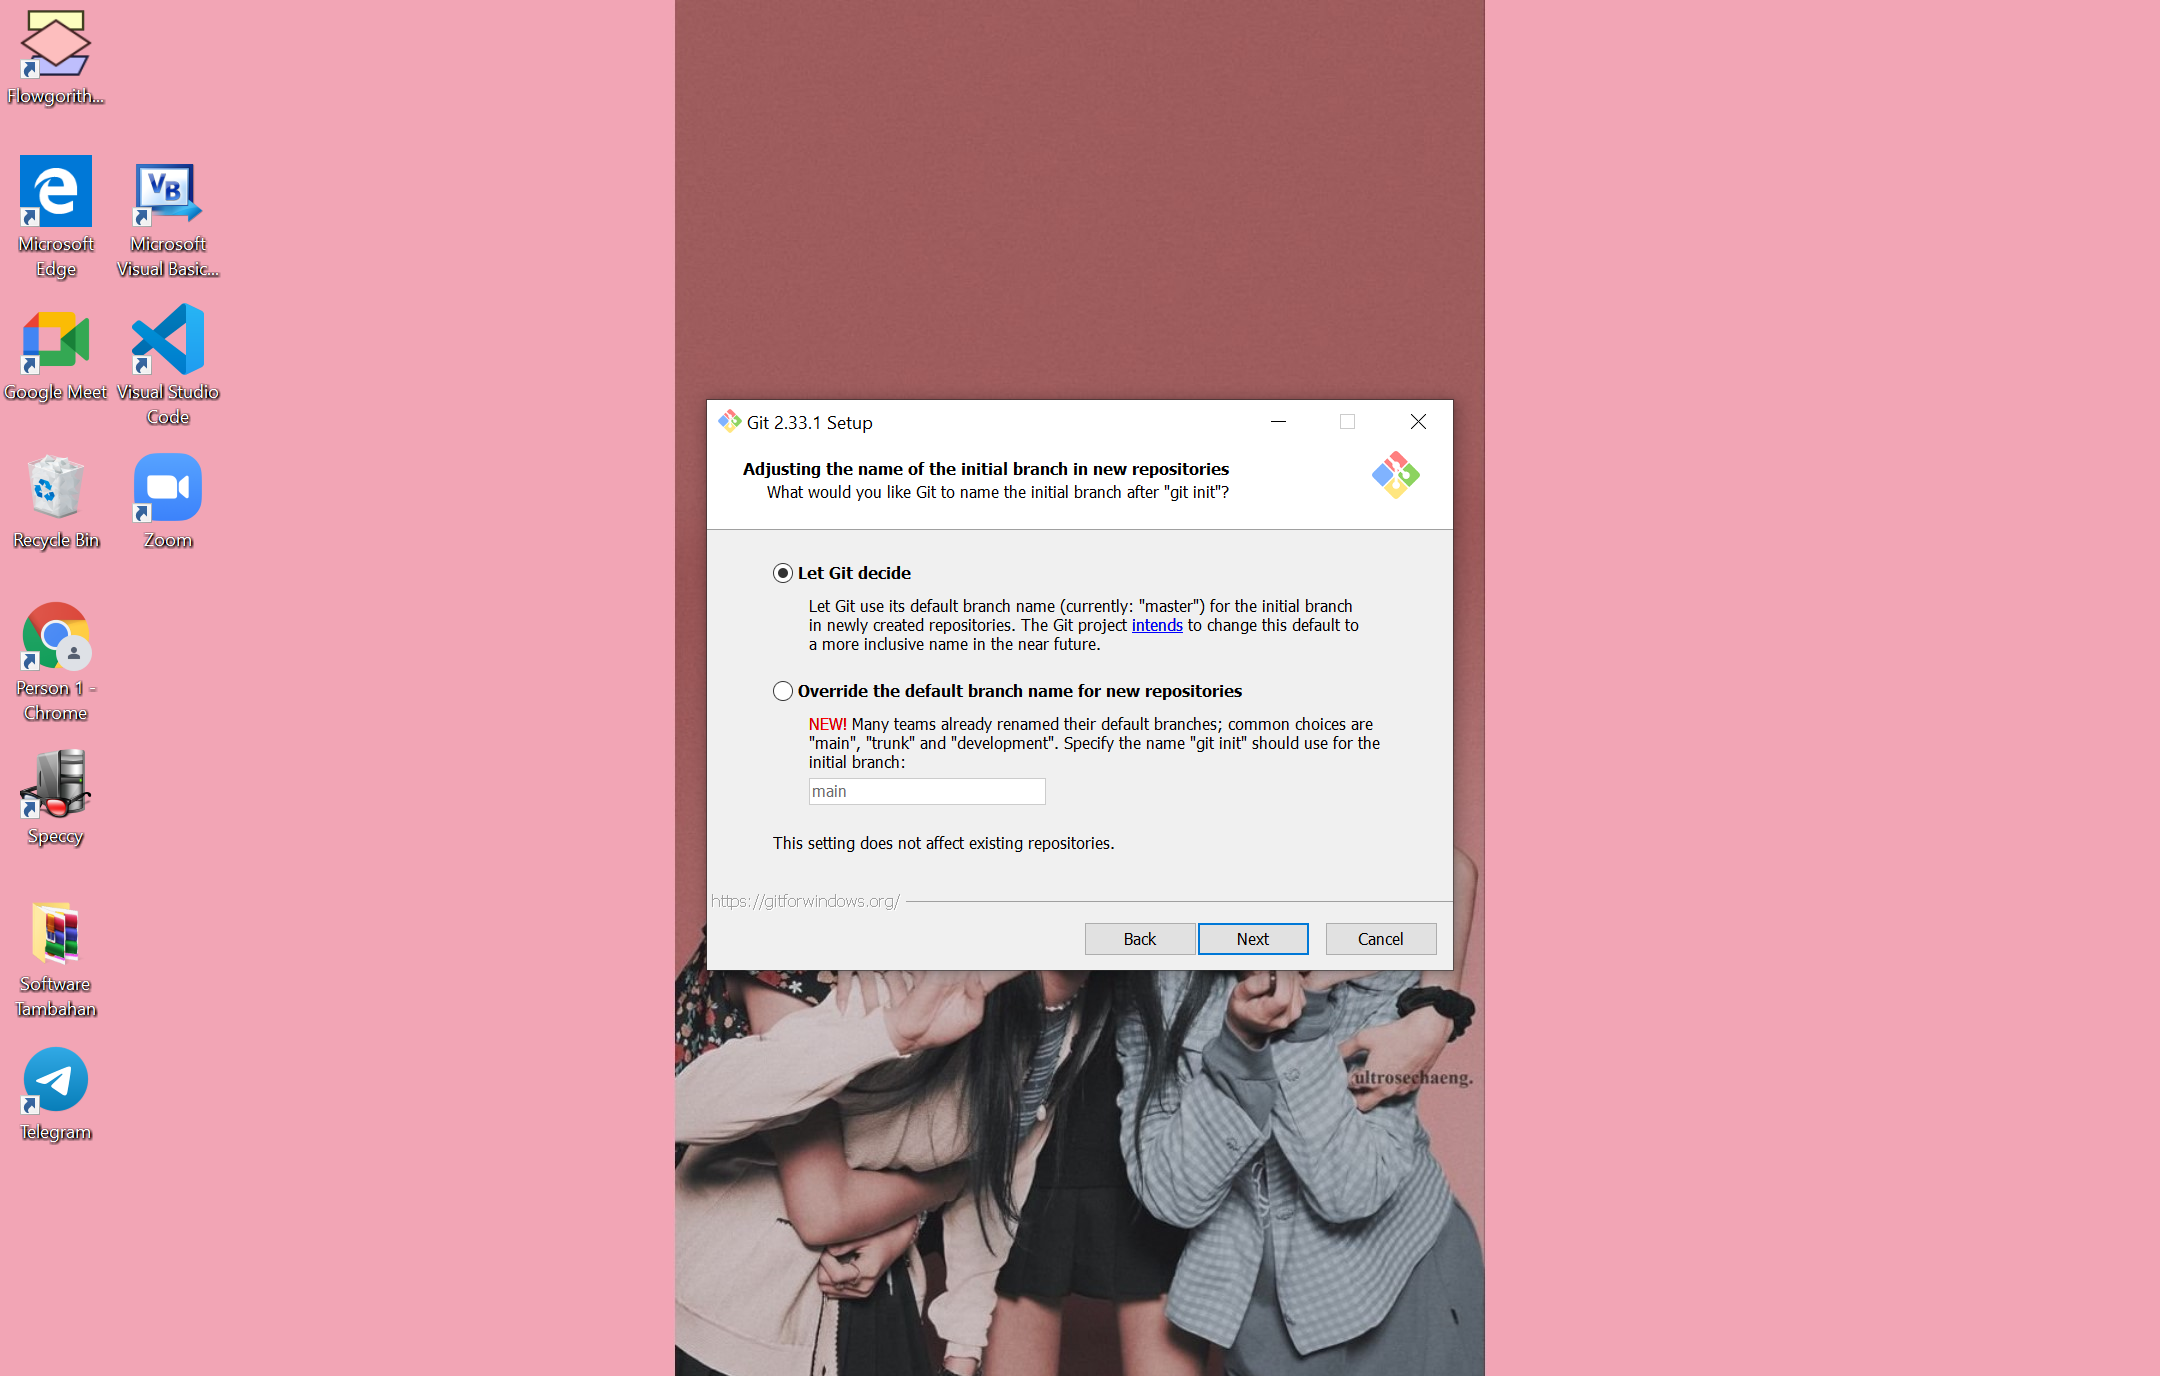 Flowgorith...
Microsoft
Edge
Microsoft
Visual Basic...
Google Meet
Visual Studio
Code
Recycle Bin
Zoom
Person 1 -
Chrome
Speccy
Software
Tambahan
Telegram
Git 2.33.1 Setup
Adjusting the name of the initial branch in new repositories
What would you like Git to name the initial branch after "git init"?
Let Git decide
Let Git use its default branch name (currently: "master") for the initial branch
in newly created repositories. The Git project intends to change this default to
a more inclusive name in the near future.
Override the default branch name for new repositories
NEW! Many teams already renamed their default branches; common choices are
"main", "trunk" and "development". Specify the name "git init" should use for the
initial branch:
main
This setting does not affect existing repositories.
https://gitforwindows.org/
Back
Next
Cancel
ultrosechaeng.